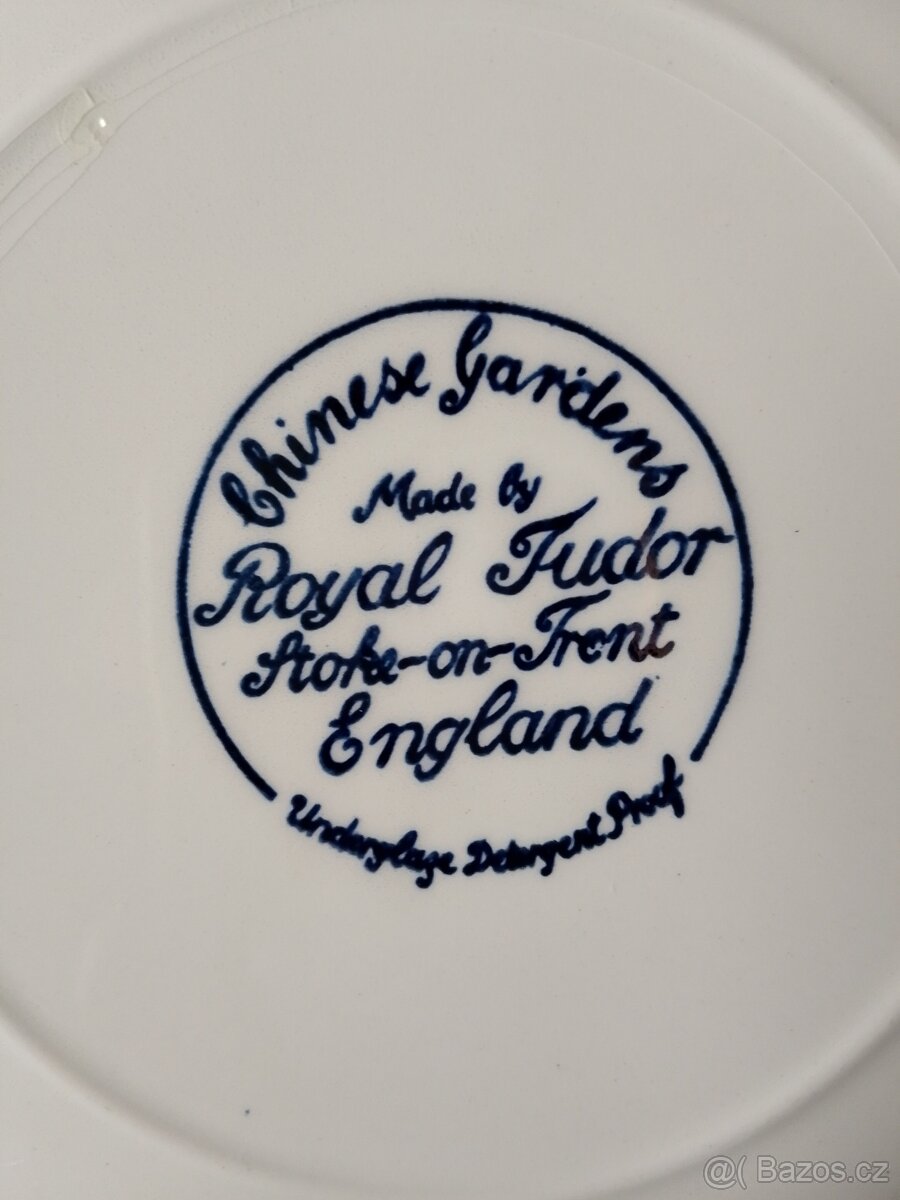 Chinese Gardens
Made by
Royal Tudor
Stoke-on-Trent
England
Underglaze Detergent Proof
@( Bazos.cz